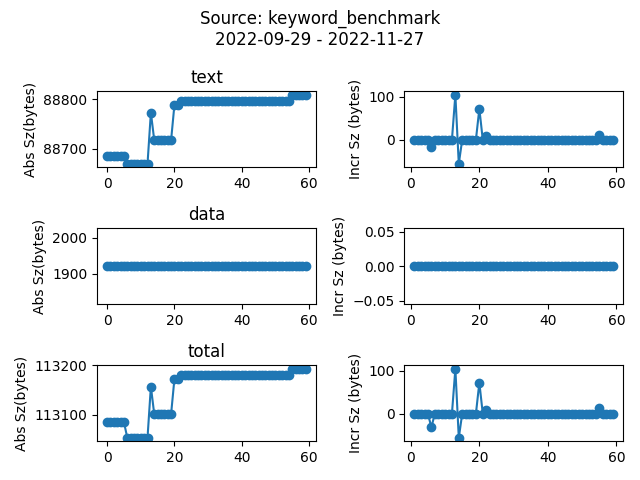 Source: keyword_benchmark
2022-09-29 - 2022-11-27
text
Abs Sz(bytes)
88800
88700
0 20 40 60
Incr Sz (bytes)
100
0
0 20 40 60
data
Abs Sz(bytes)
2000
1900
0 20 40 60
Incr Sz (bytes)
0.05
0.00
−0.05
0 20 40 60
total
Abs Sz(bytes)
113200
113100
0 20 40 60
Incr Sz (bytes)
100
0
0 20 40 60